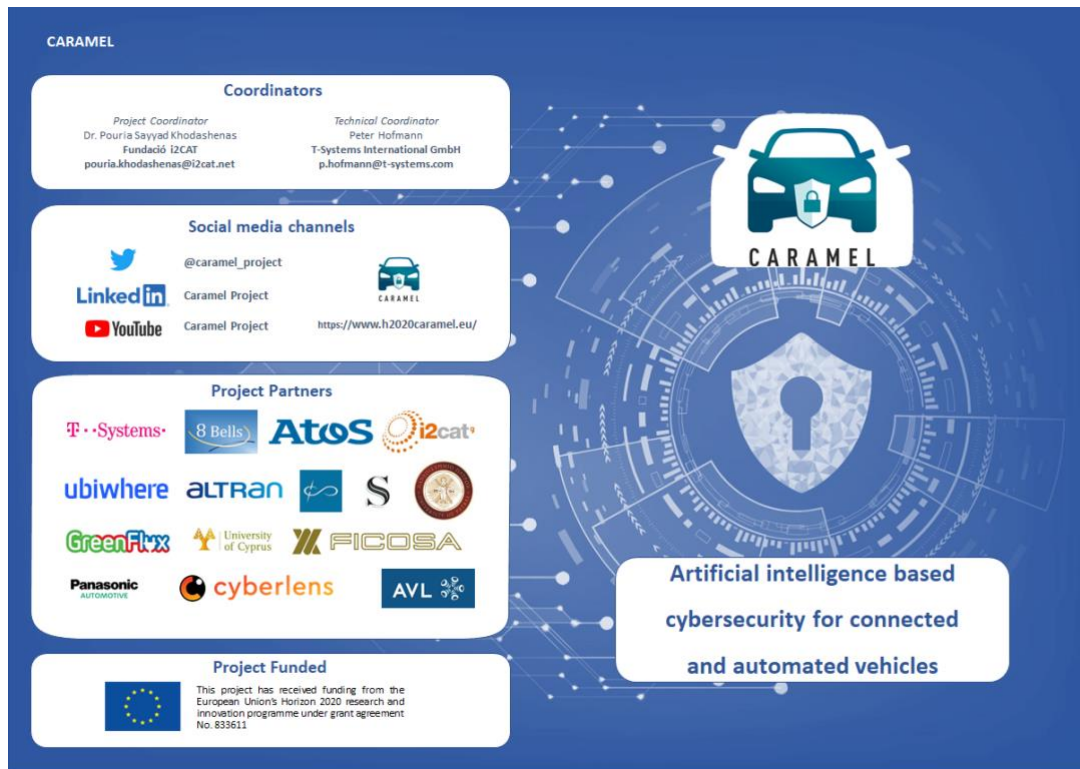 CARAMEL
Coordinators
Project Coordinator
Dr. Pouria Sayyad Khodashenas
Fundació i2CAT
pouria.khodashenas@i2cat.net
Technical Coordinator
Peter Hofmann
T-Systems International GmbH
p.hofmann@t-systems.com
Social media channels
@caramel_project
LinkedIn
Caramel Project
YouTube
Caramel Project
CARAMEL
https://www.h2020caramel.eu/
Project Partners
T··Systems·
8 Bells
Atos
i2cat
ubiwhere
ALTRAN
S
GreenFlux
University
of Cyprus
FICOSA
Panasonic
AUTOMOTIVE
cyberlens
AVL
Project Funded
This project has received funding from the
European Union's Horizon 2020 research and
innovation programme under grant agreement
No. 833611
CARAMEL
Artificial intelligence based
cybersecurity for connected
and automated vehicles